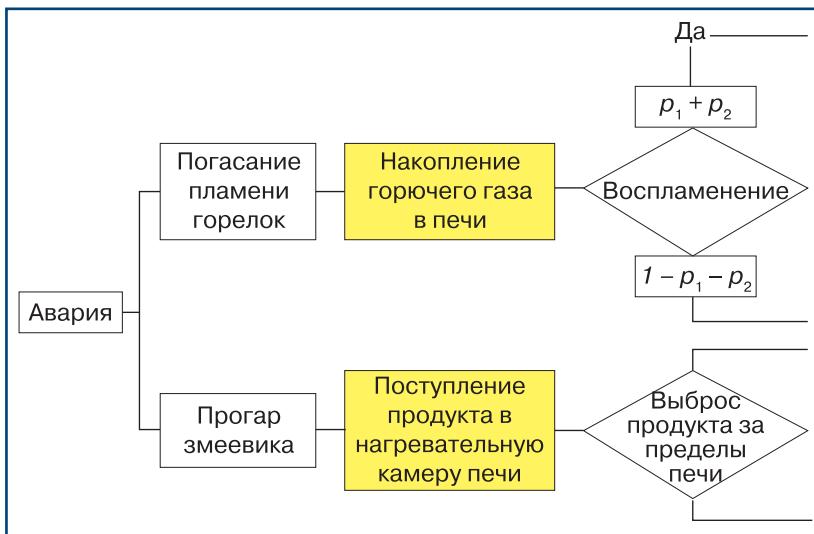 Да
p₁ + p₂
Погасание
пламени
горелок
Накопление
горючего газа
в печи
Воспламенение
1 – p₁ – p₂
Авария
Прогар
змеевика
Поступление
продукта в
нагревательную
камеру печи
Выброс
продукта за
пределы
печи